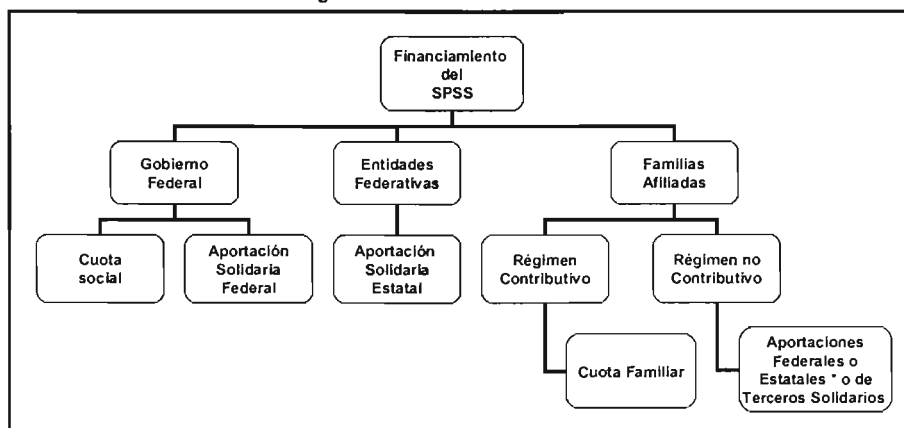 Financiamiento
del
SPSS
Gobierno
Federal
Entidades
Federativas
Familias
Afiliadas
Cuota
social
Aportación
Solidaria
Federal
Aportación
Solidaria
Estatal
Régimen
Contributivo
Régimen no
Contributivo
Cuota Familiar
Aportaciones
Federales o
Estatales * o de
Terceros Solidarios